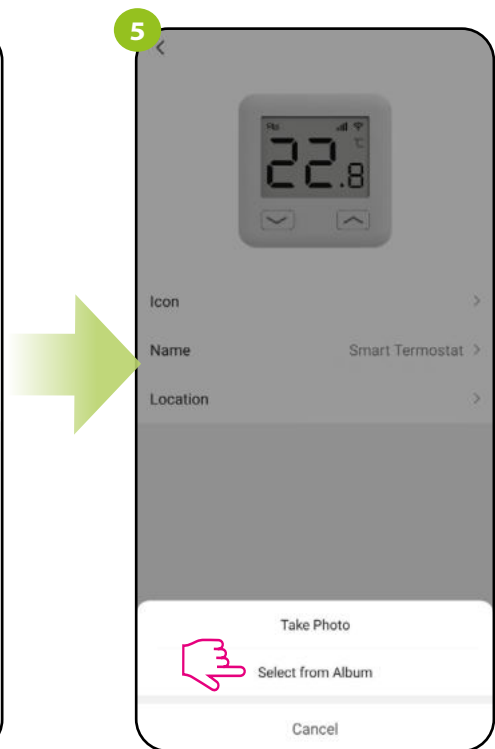 5
22.8
°C
Icon
Name Smart Termostat
Location
Take Photo
Select from Album
Cancel